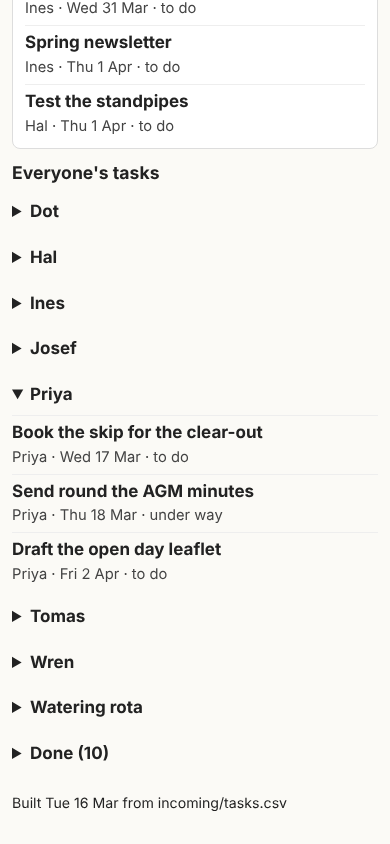 Ines · Wed 31 Mar · to do
Spring newsletter
Ines · Thu 1 Apr · to do
Test the standpipes
Hal · Thu 1 Apr · to do
Everyone's tasks
Dot
Hal
Ines
Josef
Priya
Book the skip for the clear-out
Priya · Wed 17 Mar · to do
Send round the AGM minutes
Priya · Thu 18 Mar · under way
Draft the open day leaflet
Priya · Fri 2 Apr · to do
Tomas
Wren
Watering rota
Done (10)
Built Tue 16 Mar from incoming/tasks.csv